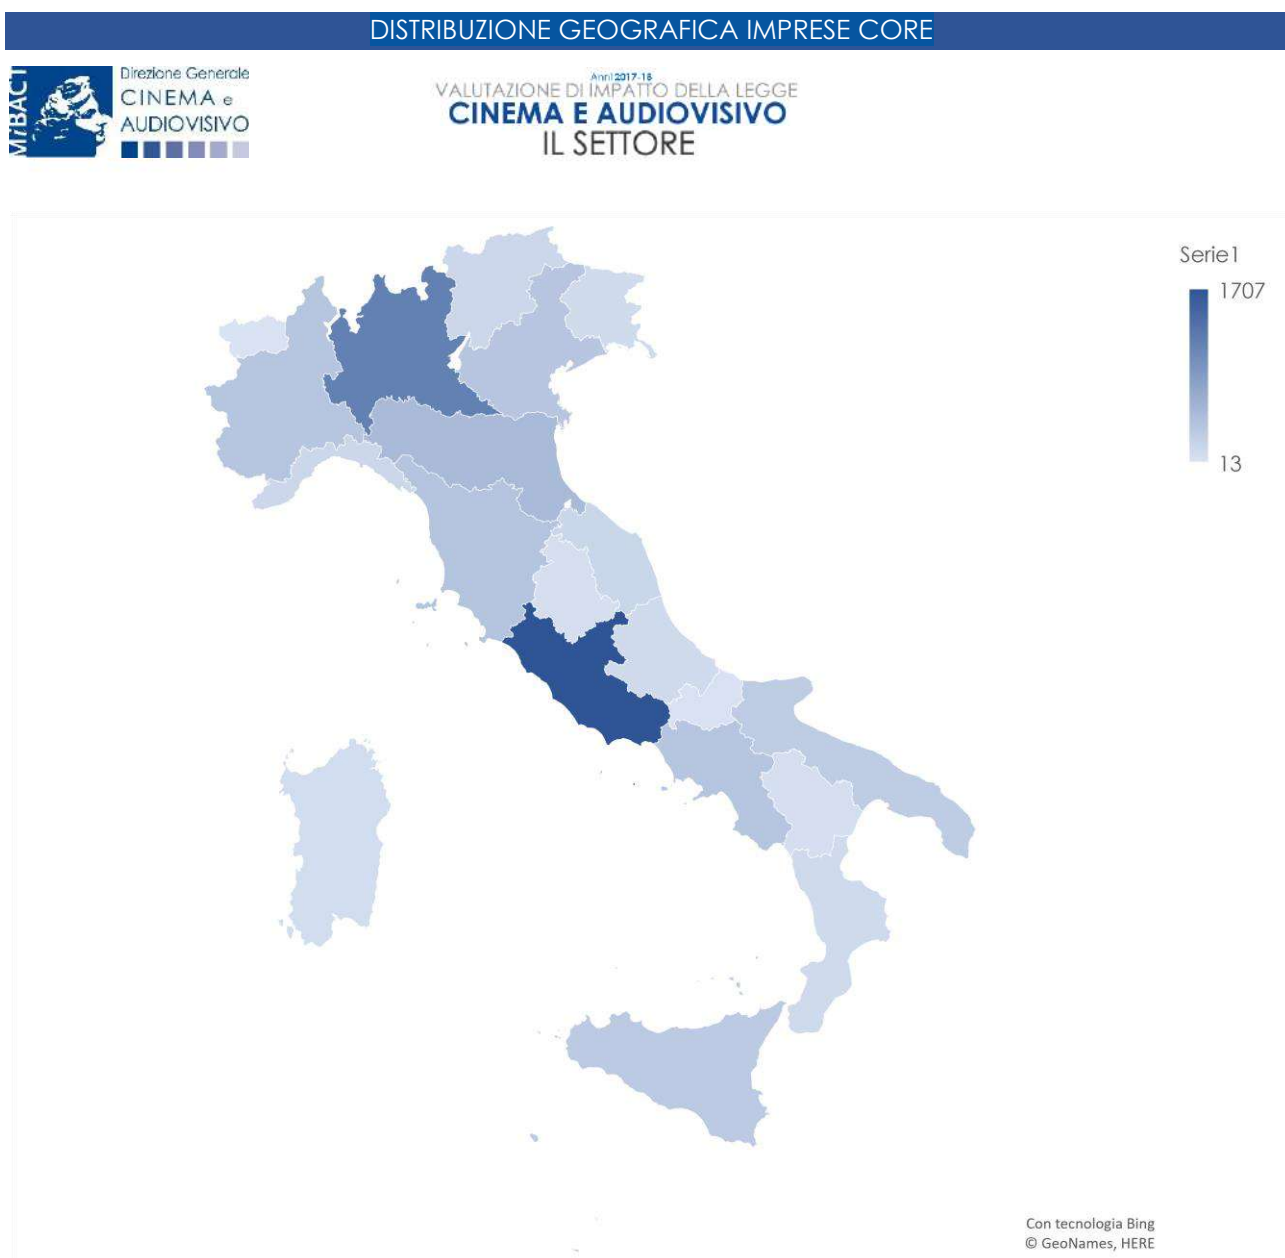 DISTRIBUZIONE GEOGRAFICA IMPRESE CORE
MiBACT
Direzione Generale
CINEMA e
AUDIOVISIVO
Anni 2017-18
VALUTAZIONE DI IMPATTO DELLA LEGGE
CINEMA E AUDIOVISIVO
IL SETTORE
Serie1
1707
13
Con tecnologia Bing
© GeoNames, HERE